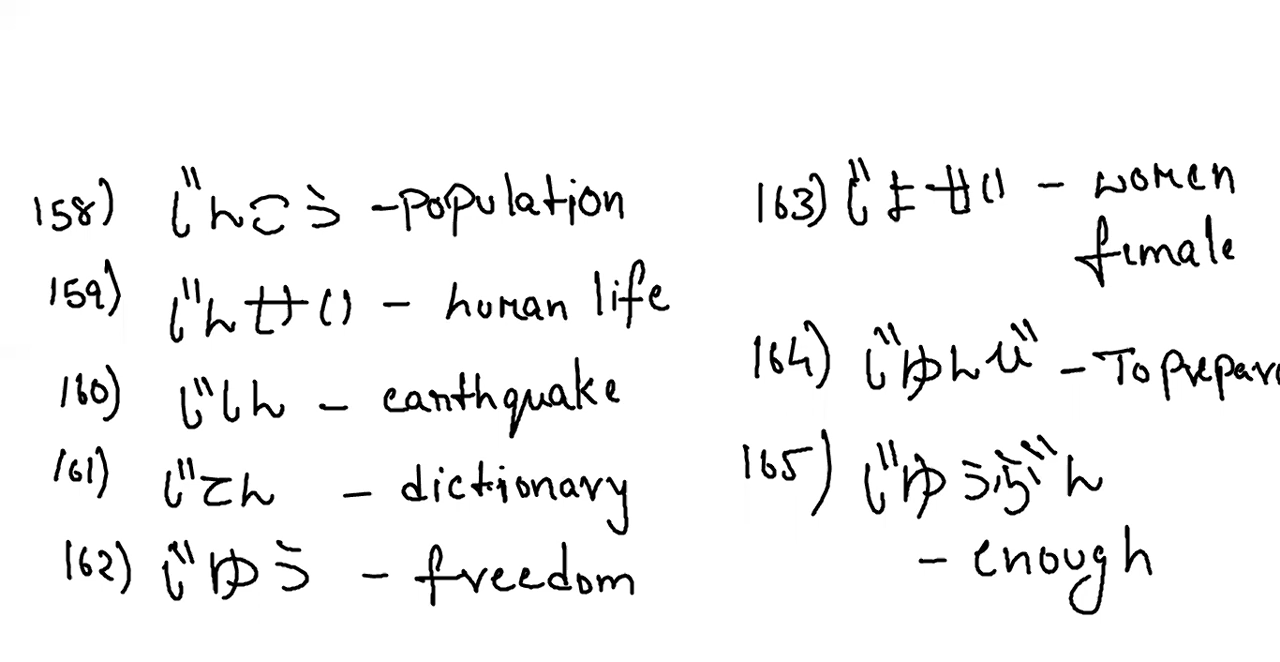 158) じんこう - population
159) じんせい - human life
160) じしん - earthquake
161) じてん - dictionary
162) じゆう - freedom
163) じょせい - women
female
164) じゅんび - To prepare
165) じゅうぶん
- enough